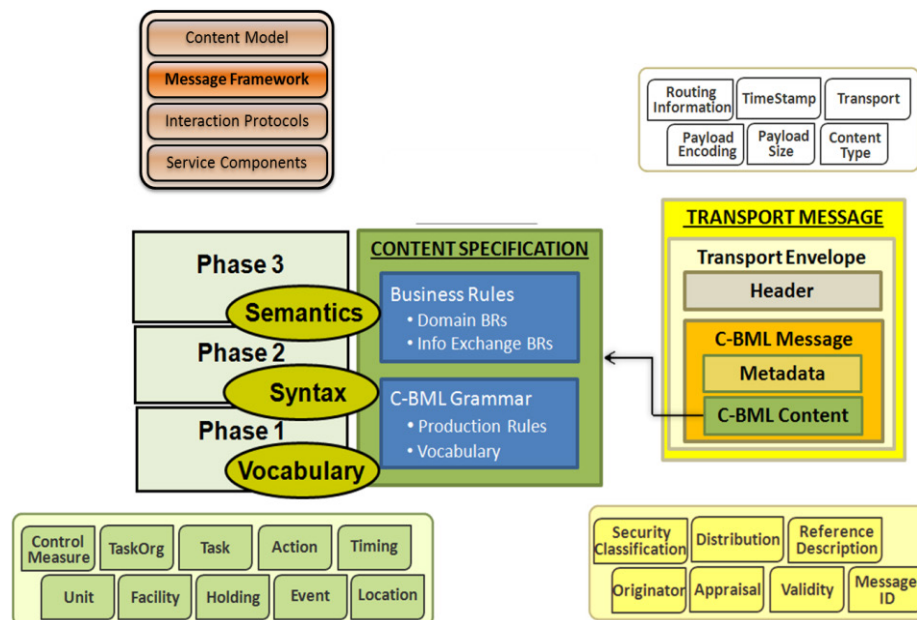 Content Model
Message Framework
Interaction Protocols
Service Components
Routing
Information
TimeStamp
Transport
Payload
Encoding
Payload
Size
Content
Type
Phase 3
Semantics
Phase 2
Syntax
Phase 1
Vocabulary
CONTENT SPECIFICATION
Business Rules
• Domain BRs
• Info Exchange BRs
C-BML Grammar
• Production Rules
• Vocabulary
TRANSPORT MESSAGE
Transport Envelope
Header
C-BML Message
Metadata
C-BML Content
Control
Measure
TaskOrg
Task
Action
Timing
Unit
Facility
Holding
Event
Location
Security
Classification
Distribution
Reference
Description
Originator
Appraisal
Validity
Message
ID